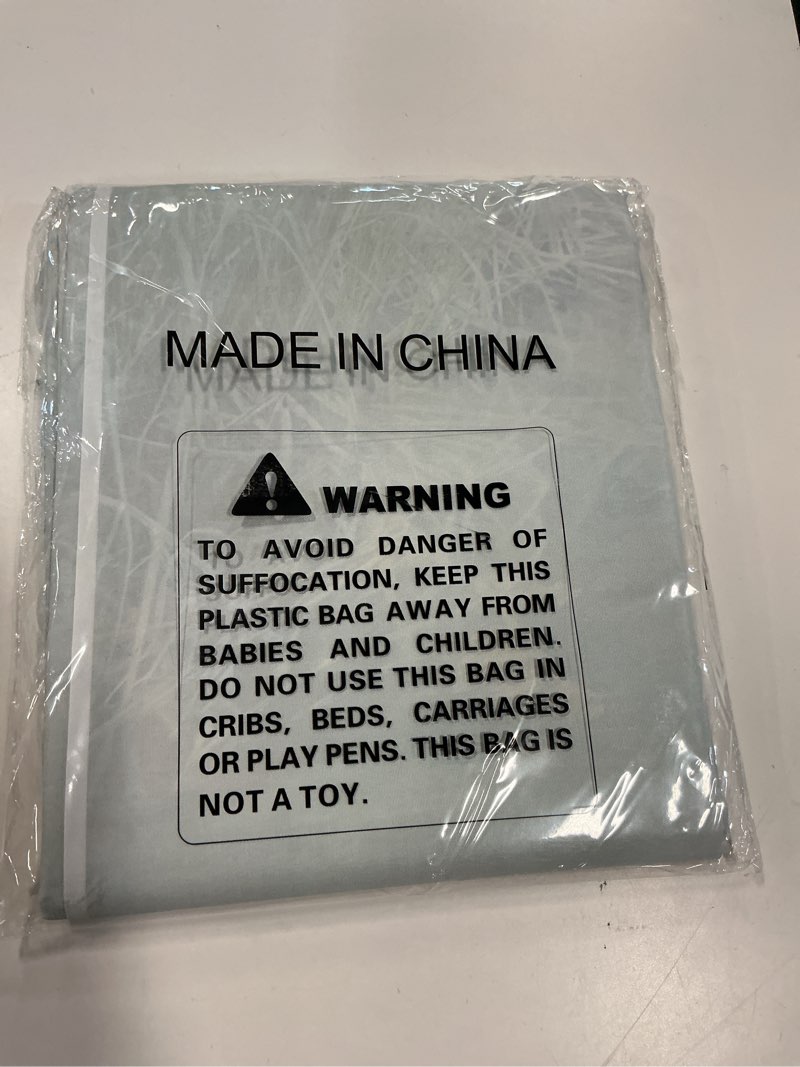 MADE IN CHINA
WARNING
TO AVOID DANGER OF
SUFFOCATION, KEEP THIS
PLASTIC BAG AWAY FROM
BABIES AND CHILDREN.
DO NOT USE THIS BAG IN
CRIBS, BEDS, CARRIAGES
OR PLAY PENS. THIS BAG IS
NOT A TOY.